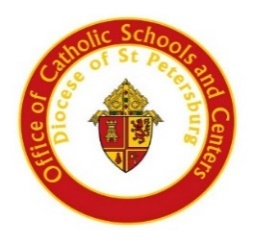 Office of Catholic Schools and Centers
Diocese of St Petersburg